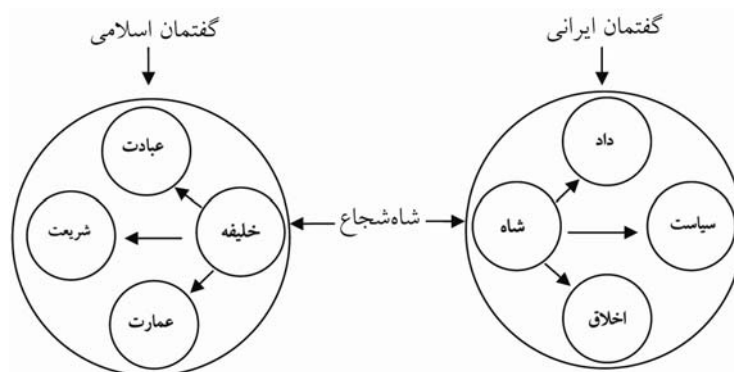 گفتمان ایرانی
گفتمان اسلامی
داد
شاه
سیاست
اخلاق
شاه‌شجاع
عبادت
خلیفه
شریعت
عمارت